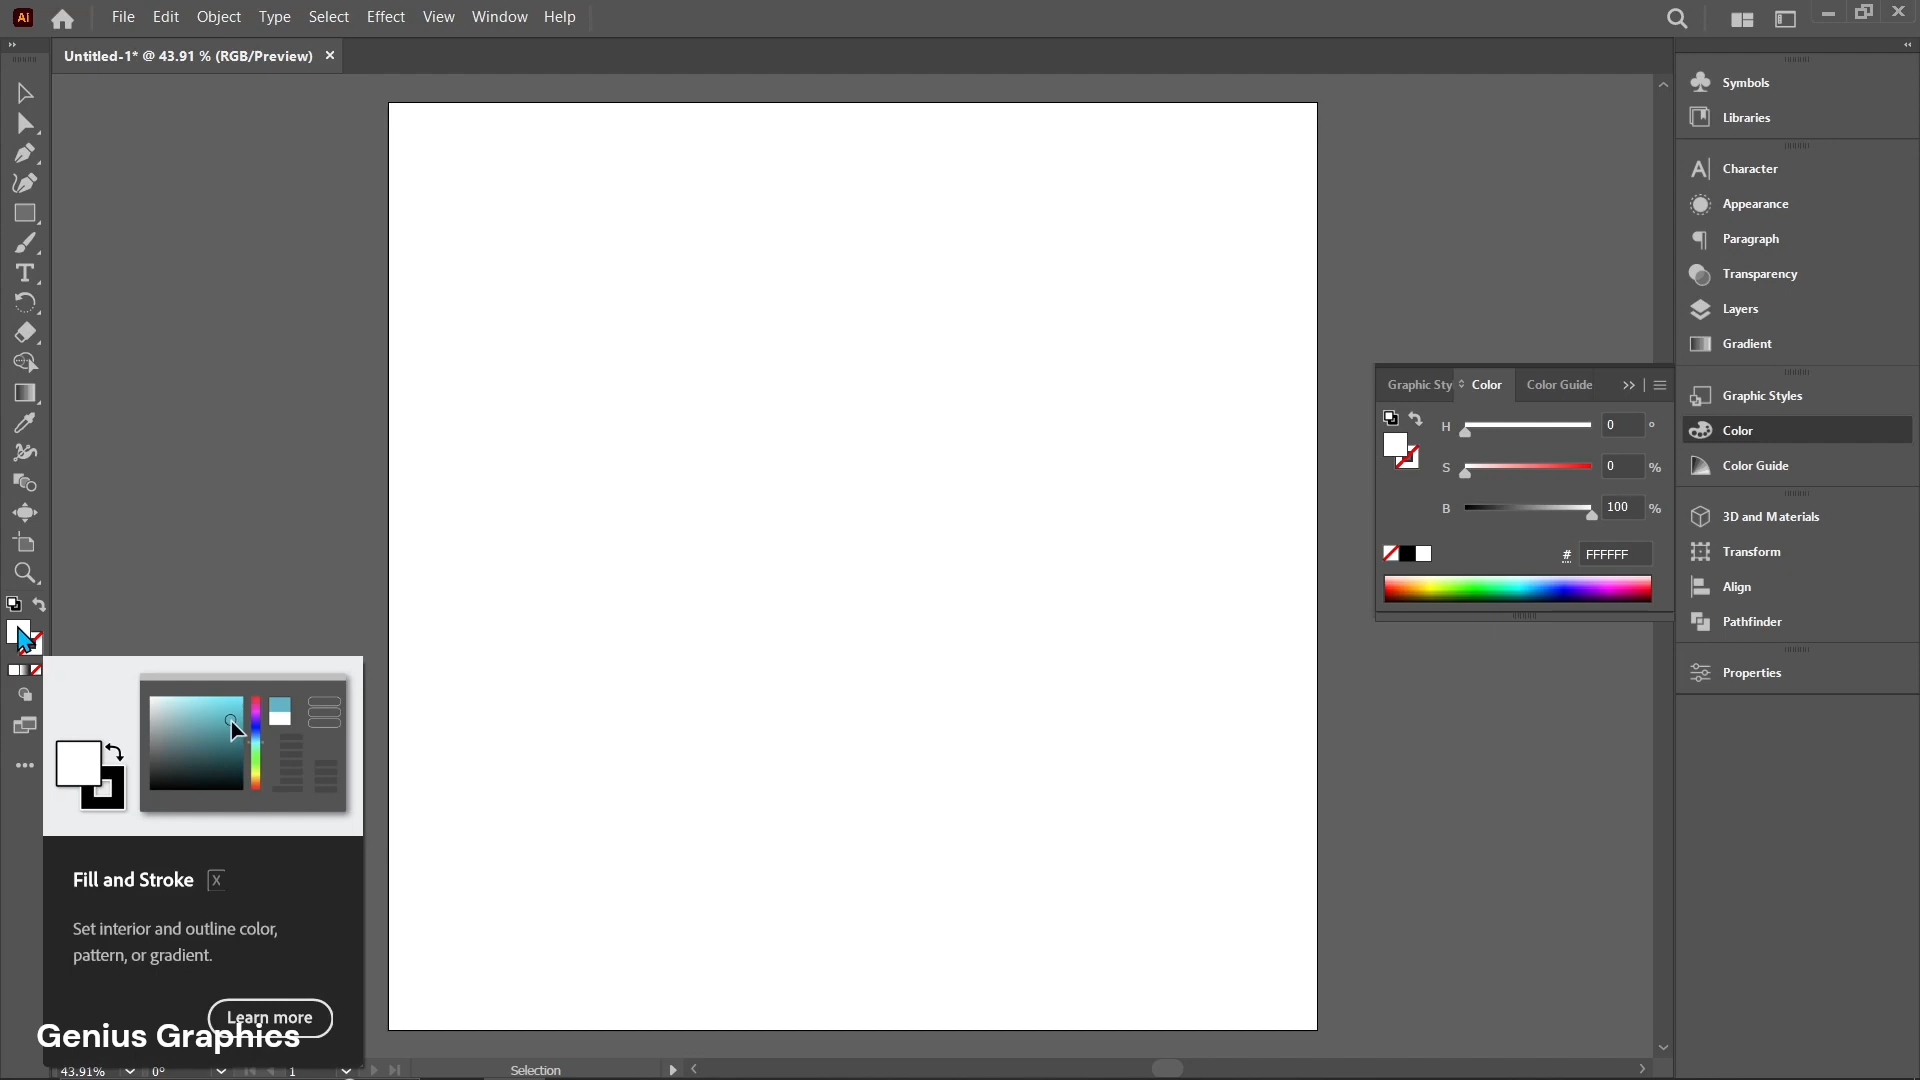 Ai
File Edit Object Type Select Effect View Window Help
Untitled-1* @ 43.91 % (RGB/Preview) ×
Symbols
Libraries
Character
Appearance
Paragraph
Transparency
Layers
Gradient
Graphic Sty Color Color Guide
H 0 °
S 0 %
B 100 %
# FFFFFF
Graphic Styles
Color
Color Guide
3D and Materials
Transform
Align
Pathfinder
Properties
Fill and Stroke X
Set interior and outline color,
pattern, or gradient.
Learn more
Genius Graphics
43.91% 0° 1 Selection